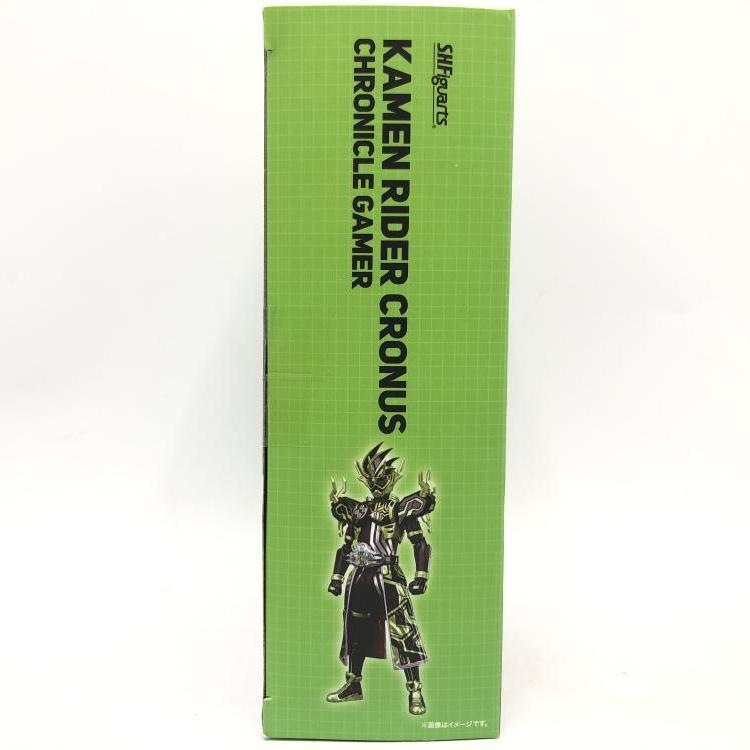 S.H.Figuarts
KAMEN RIDER CRONUS
CHRONICLE GAMER
※画像はイメージです。